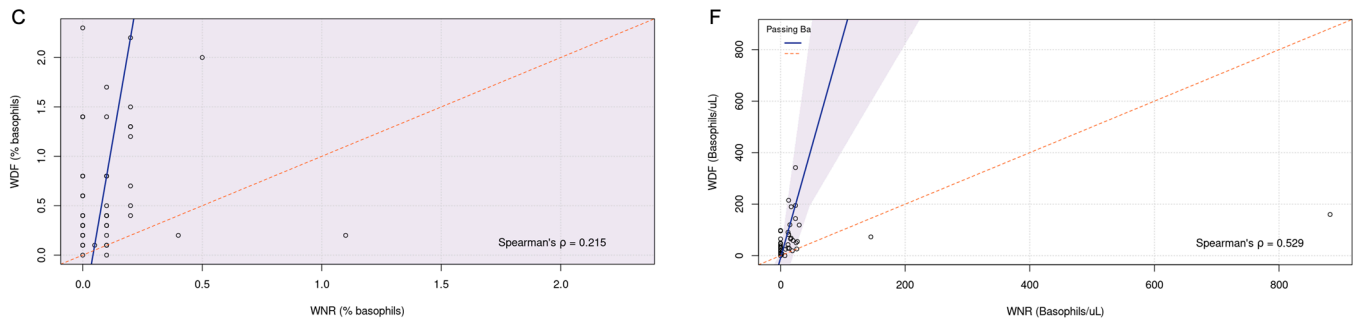 C
2.0
1.5
1.0
0.5
0.0
WDF (% basophils)
Spearman's ρ = 0.215
0.0 0.5 1.0 1.5 2.0
WNR (% basophils)
F
Passing Ba
800
600
400
200
0
WDF (Basophils/uL)
Spearman's ρ = 0.529
0 200 400 600 800
WNR (Basophils/uL)